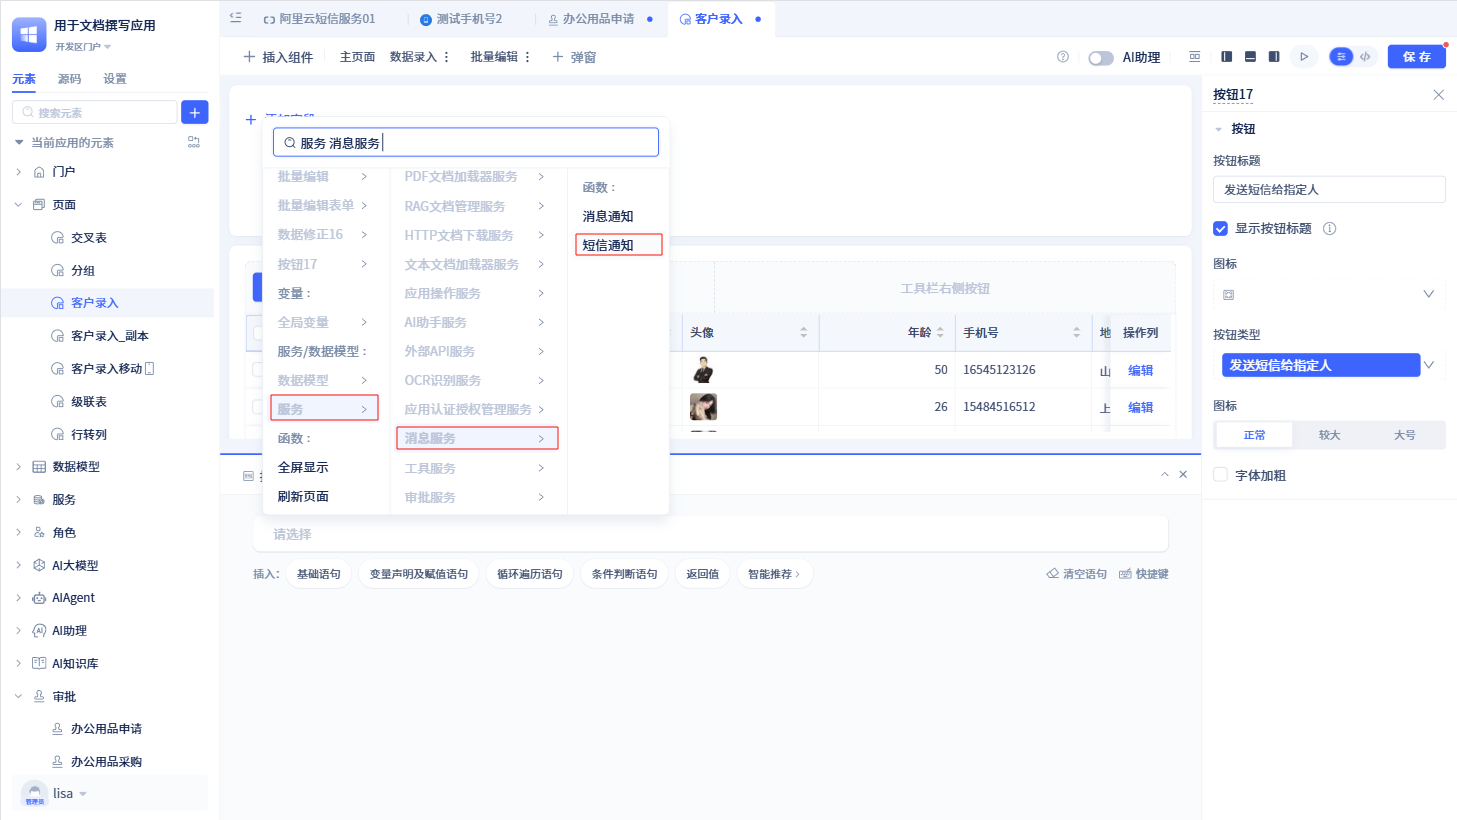 用于文档撰写应用
开发区门户
元素 源码 设置
搜索元素
当前应用的元素
门户
页面
交叉表
分组
客户录入
客户录入_副本
客户录入移动
级联表
行转列
数据模型
服务
角色
AI大模型
AIAgent
AI助理
AI知识库
审批
办公用品申请
办公用品采购
管理员 lisa
阿里云短信服务01 测试手机号2 办公用品申请 客户录入
插入组件 主页面 数据录入 批量编辑 弹窗
AI助理
保存
服务 消息服务
批量编辑
批量编辑表单
数据修正16
按钮17
变量：
全局变量
服务/数据模型：
数据模型
服务
函数：
全屏显示
刷新页面
PDF文档加载器服务
RAG文档管理服务
HTTP文档下载服务
文本文档加载器服务
应用操作服务
AI助手服务
外部API服务
OCR识别服务
应用认证授权管理服务
消息服务
工具服务
审批服务
函数：
消息通知
短信通知
工具栏右侧按钮
头像 年龄 手机号 地 操作列
50 16545123126 山 编辑
26 15484516512 上 编辑
请选择
插入： 基础语句 变量声明及赋值语句 循环遍历语句 条件判断语句 返回值 智能推荐
清空语句 快捷键
按钮17
按钮
按钮标题
发送短信给指定人
显示按钮标题
图标
按钮类型
发送短信给指定人
图标
正常 较大 大号
字体加粗